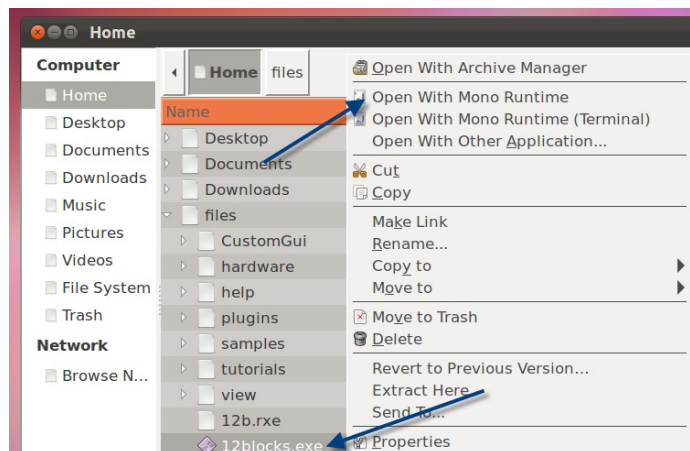 Home
Computer
Home
Desktop
Documents
Downloads
Music
Pictures
Videos
File System
Trash
Network
Browse N...
Home files
Name
Desktop
Documents
Downloads
files
CustomGui
hardware
help
plugins
samples
tutorials
view
12b.rxe
12blocks.exe
Open With Archive Manager
Open With Mono Runtime
Open With Mono Runtime (Terminal)
Open With Other Application...
Cut
Copy
Make Link
Rename...
Copy to
Move to
Move to Trash
Delete
Revert to Previous Version...
Extract Here
Send To...
Properties